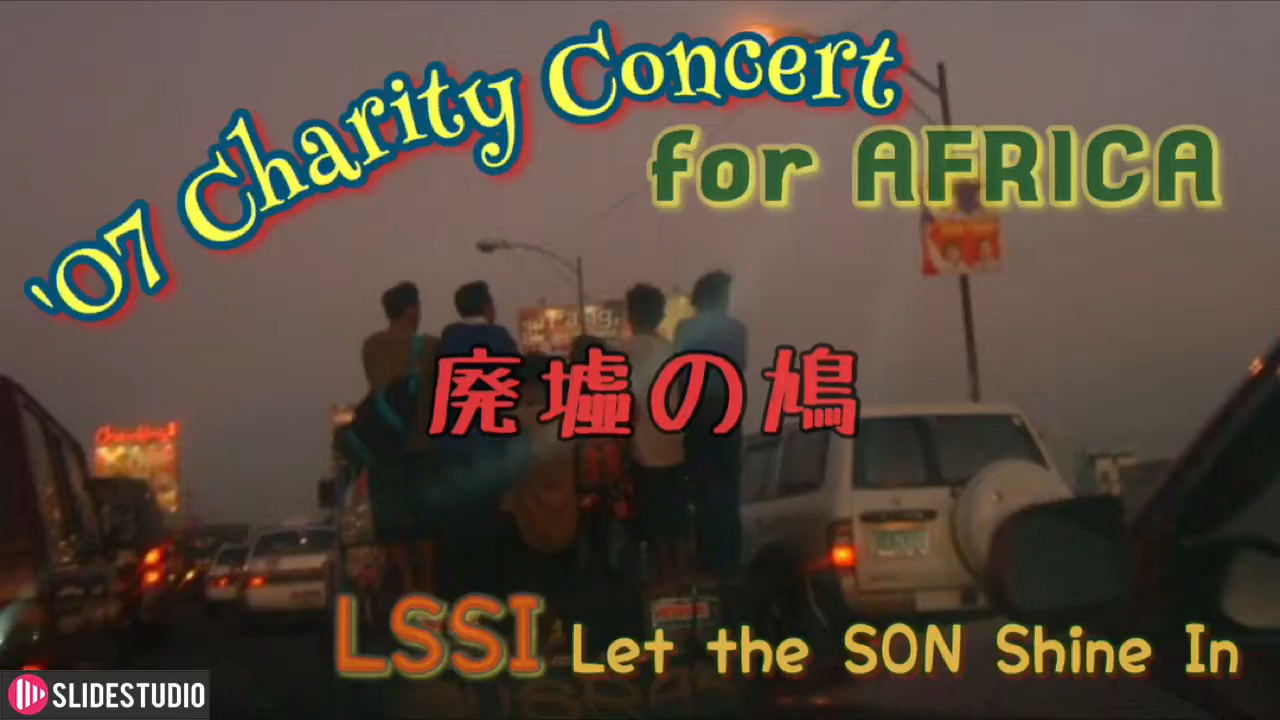 '07 Charity Concert
for AFRICA
廃墟の鳩
LSSI Let the SON Shine In
SLIDESTUDIO